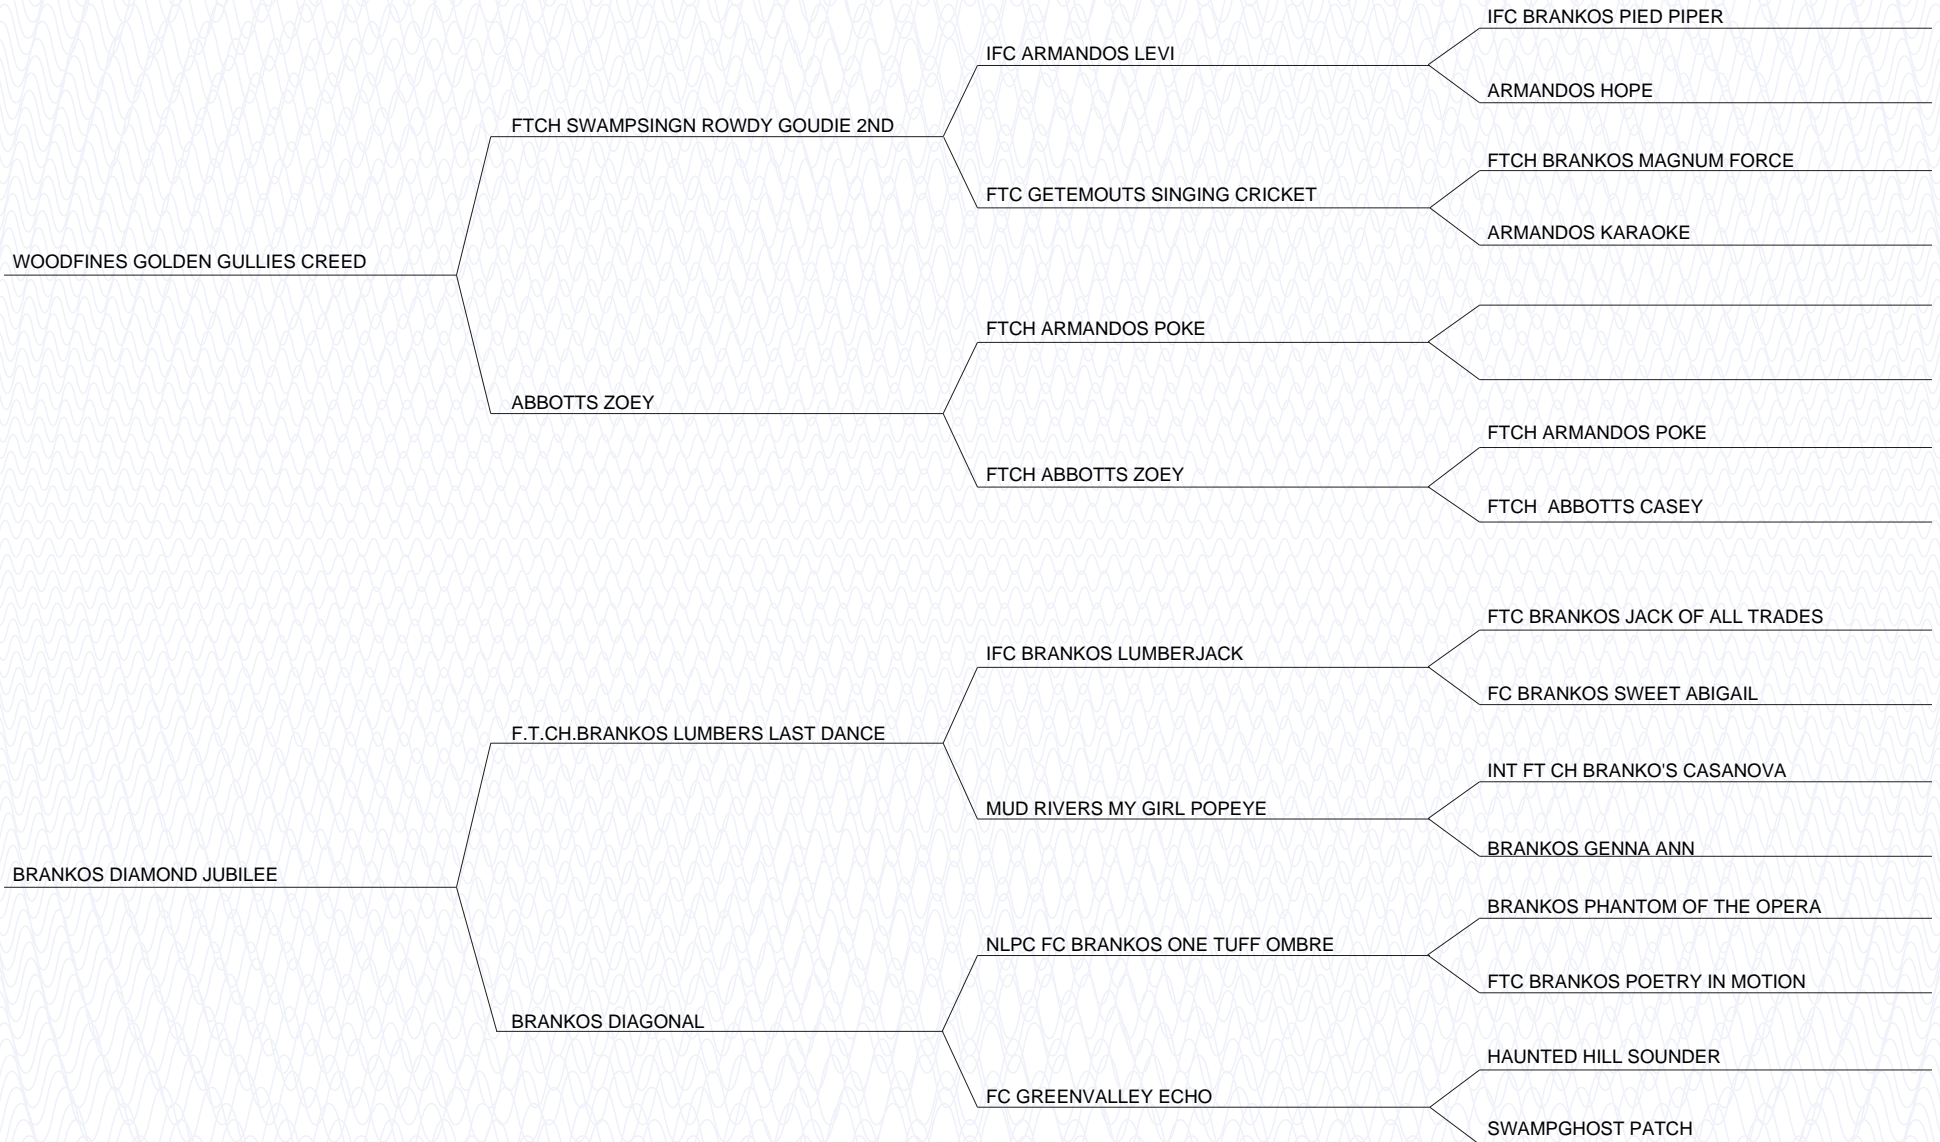 IFC BRANKOS PIED PIPER
IFC ARMANDOS LEVI
ARMANDOS HOPE
FTCH SWAMPSINGN ROWDY GOUDIE 2ND
FTCH BRANKOS MAGNUM FORCE
FTC GETEMOUTS SINGING CRICKET
ARMANDOS KARAOKE
WOODFINES GOLDEN GULLIES CREED
FTCH ARMANDOS POKE
ABBOTTS ZOEY
FTCH ARMANDOS POKE
FTCH ABBOTTS ZOEY
FTCH  ABBOTTS CASEY
FTC BRANKOS JACK OF ALL TRADES
IFC BRANKOS LUMBERJACK
FC BRANKOS SWEET ABIGAIL
F.T.CH.BRANKOS LUMBERS LAST DANCE
INT FT CH BRANKO'S CASANOVA
MUD RIVERS MY GIRL POPEYE
BRANKOS GENNA ANN
BRANKOS DIAMOND JUBILEE
BRANKOS PHANTOM OF THE OPERA
NLPC FC BRANKOS ONE TUFF OMBRE
FTC BRANKOS POETRY IN MOTION
BRANKOS DIAGONAL
HAUNTED HILL SOUNDER
FC GREENVALLEY ECHO
SWAMPGHOST PATCH